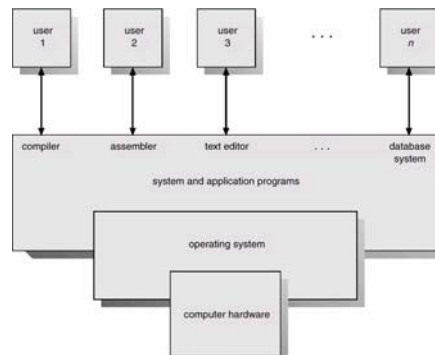 user
1
user
2
user
3
. . .
user
n
compiler
assembler
text editor
. . .
database
system
system and application programs
operating system
computer hardware